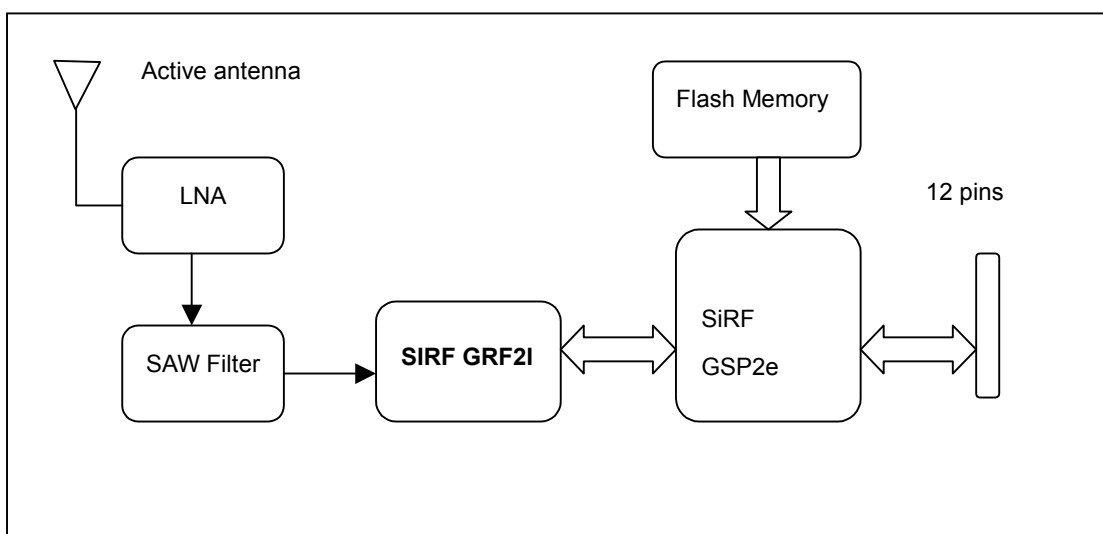 Active antenna
Flash Memory
LNA
12 pins
SAW Filter
SIRF GRF2I
SiRF
GSP2e